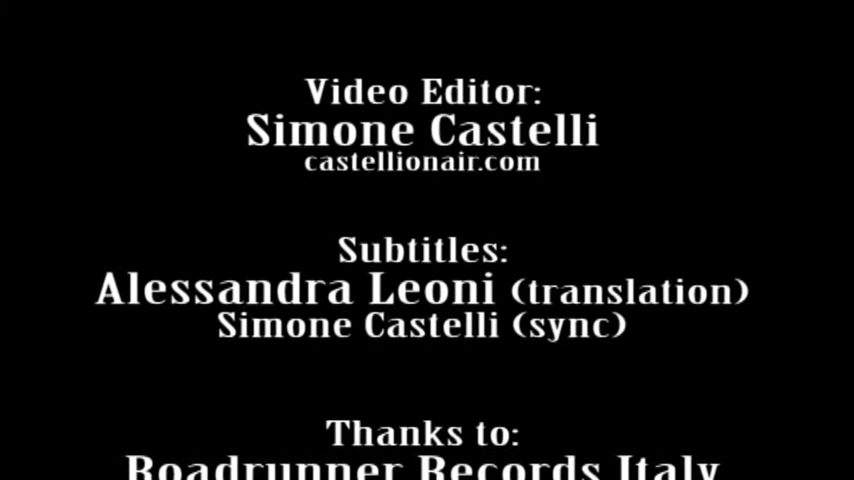 Video Editor:
Simone Castelli
castellionair.com
Subtitles:
Alessandra Leoni (translation)
Simone Castelli (sync)
Thanks to:
Roadrunner Records Italy